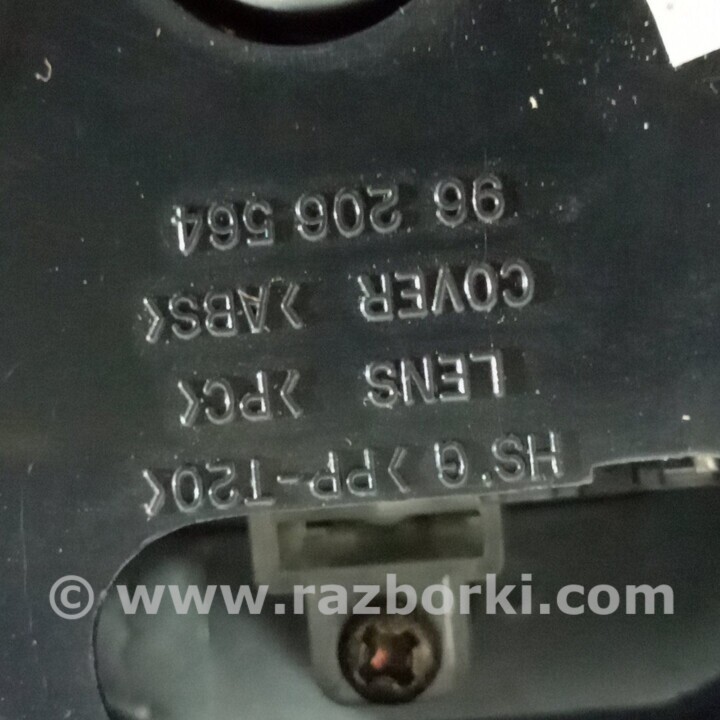 96 206 564
COVER >ABS<
LENS >PC<
HS'G >PP-T20<
© www.razborki.com